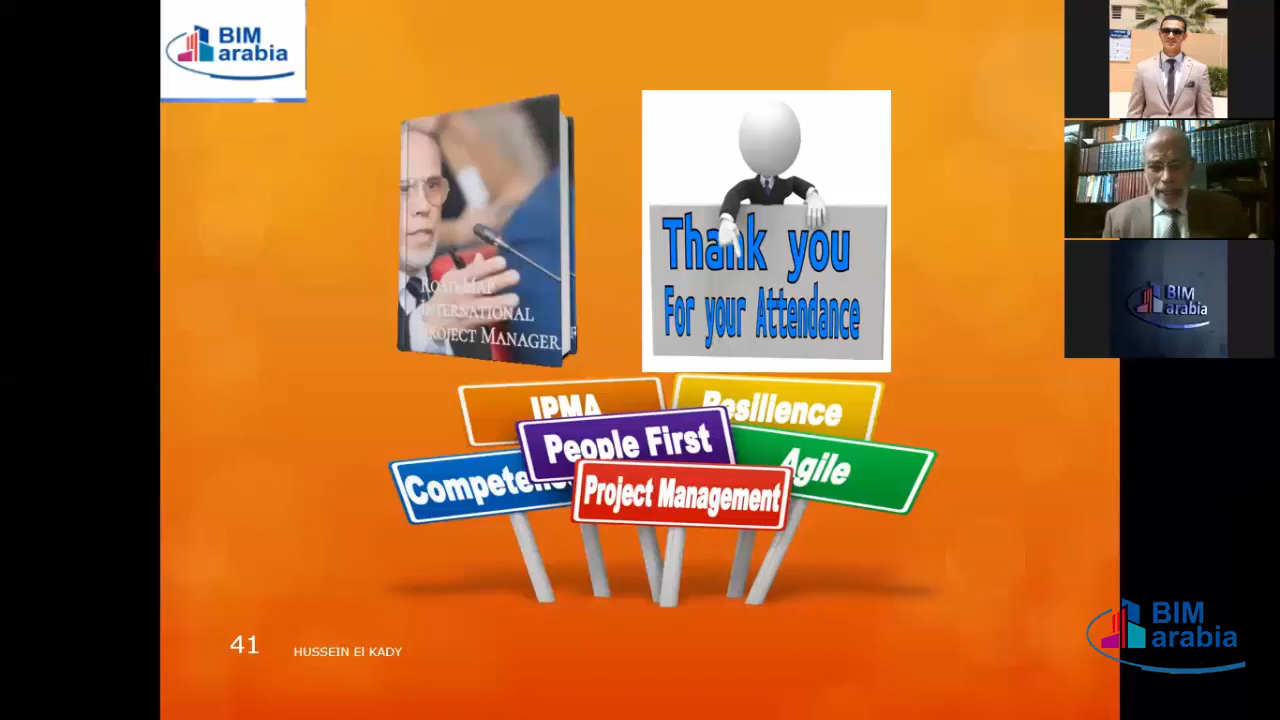 BIM
arabia
ROAD MAP
INTERNATIONAL
PROJECT MANAGER
Thank you
For your Attendance
IPMA
Resilience
People First
Agile
Project Management
41
HUSSEIN El KADY
BIM
arabia
BIM
arabia